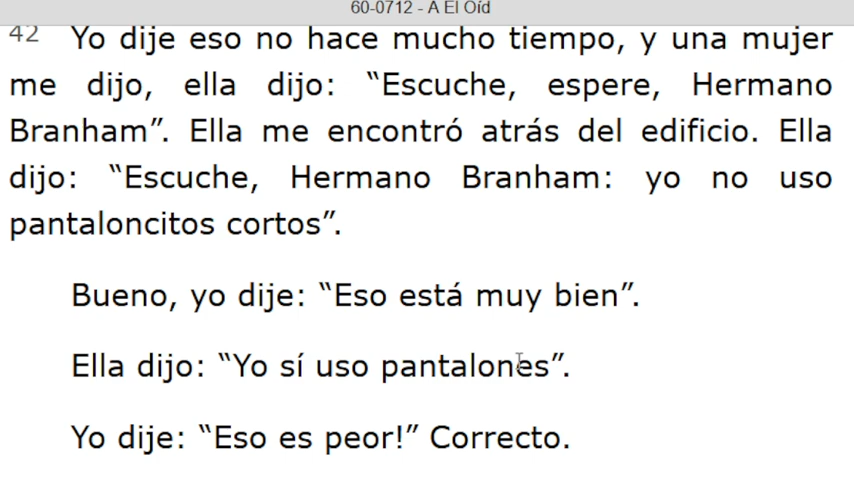 60-0712 - A Él Oíd
42 Yo dije eso no hace mucho tiempo, y una mujer
me dijo, ella dijo: “Escuche, espere, Hermano
Branham”. Ella me encontró atrás del edificio. Ella
dijo: “Escuche, Hermano Branham: yo no uso
pantaloncitos cortos”.
Bueno, yo dije: “Eso está muy bien”.
Ella dijo: “Yo sí uso pantalones”.
Yo dije: “Eso es peor!” Correcto.